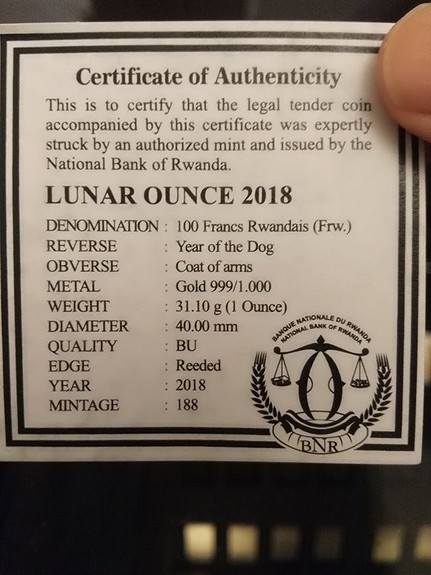 Certificate of Authenticity
This is to certify that the legal tender coin
accompanied by this certificate was expertly
struck by an authorized mint and issued by the
National Bank of Rwanda.
LUNAR OUNCE 2018
DENOMINATION : 100 Francs Rwandais (Frw.)
REVERSE : Year of the Dog
OBVERSE : Coat of arms
METAL : Gold 999/1.000
WEIGHT : 31.10 g (1 Ounce)
DIAMETER : 40.00 mm
QUALITY : BU
EDGE : Reeded
YEAR : 2018
MINTAGE : 188
BANQUE NATIONALE DU RWANDA
NATIONAL BANK OF RWANDA
BNR